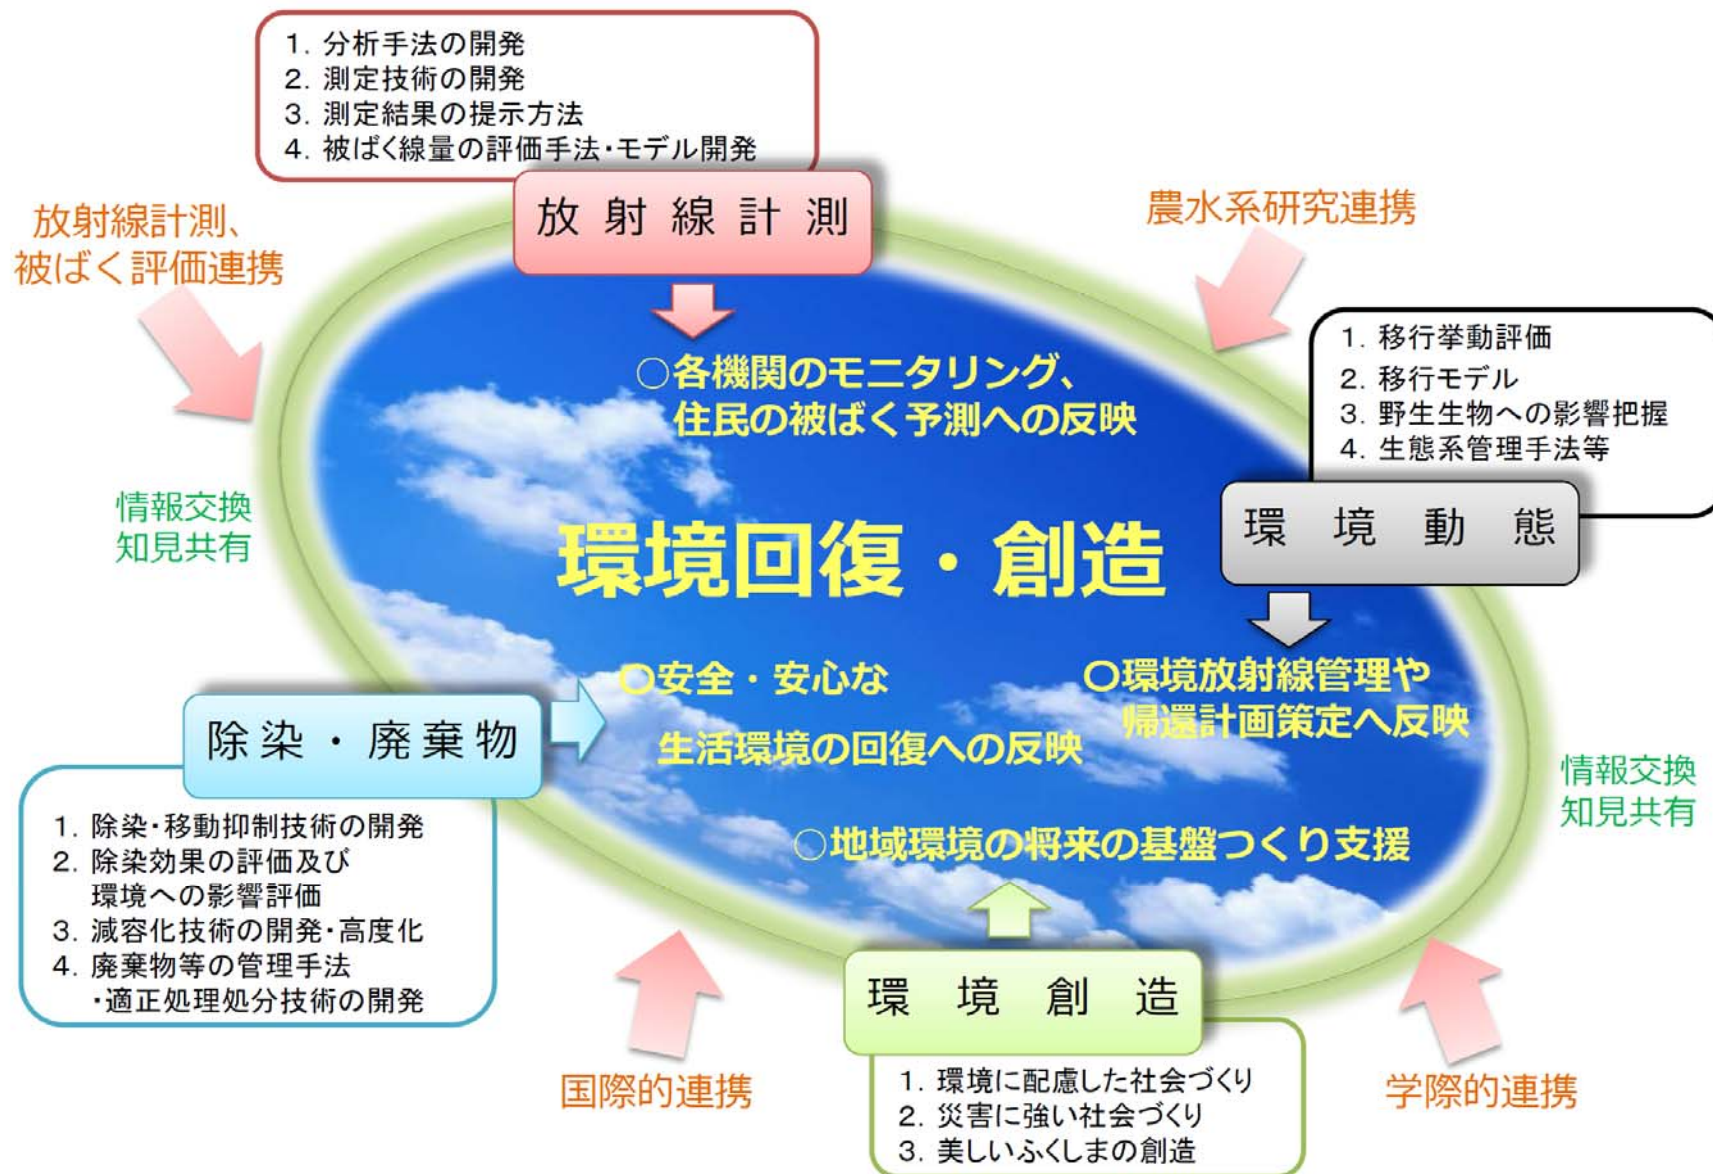 1. 分析手法の開発
2. 測定技術の開発
3. 測定結果の提示方法
4. 被ばく線量の評価手法・モデル開発
放射線計測
放射線計測、
被ばく評価連携
農水系研究連携
○各機関のモニタリング、
住民の被ばく予測への反映
1. 移行挙動評価
2. 移行モデル
3. 野生生物への影響把握
4. 生態系管理手法等
環境動態
情報交換
知見共有
環境回復・創造
○安全・安心な
生活環境の回復への反映
○環境放射線管理や
帰還計画策定へ反映
除染・廃棄物
1. 除染・移動抑制技術の開発
2. 除染効果の評価及び
環境への影響評価
3. 減容化技術の開発・高度化
4. 廃棄物等の管理手法
・適正処理処分技術の開発
情報交換
知見共有
○地域環境の将来の基盤つくり支援
環境創造
1. 環境に配慮した社会づくり
2. 災害に強い社会づくり
3. 美しいふくしまの創造
国際的連携
学際的連携